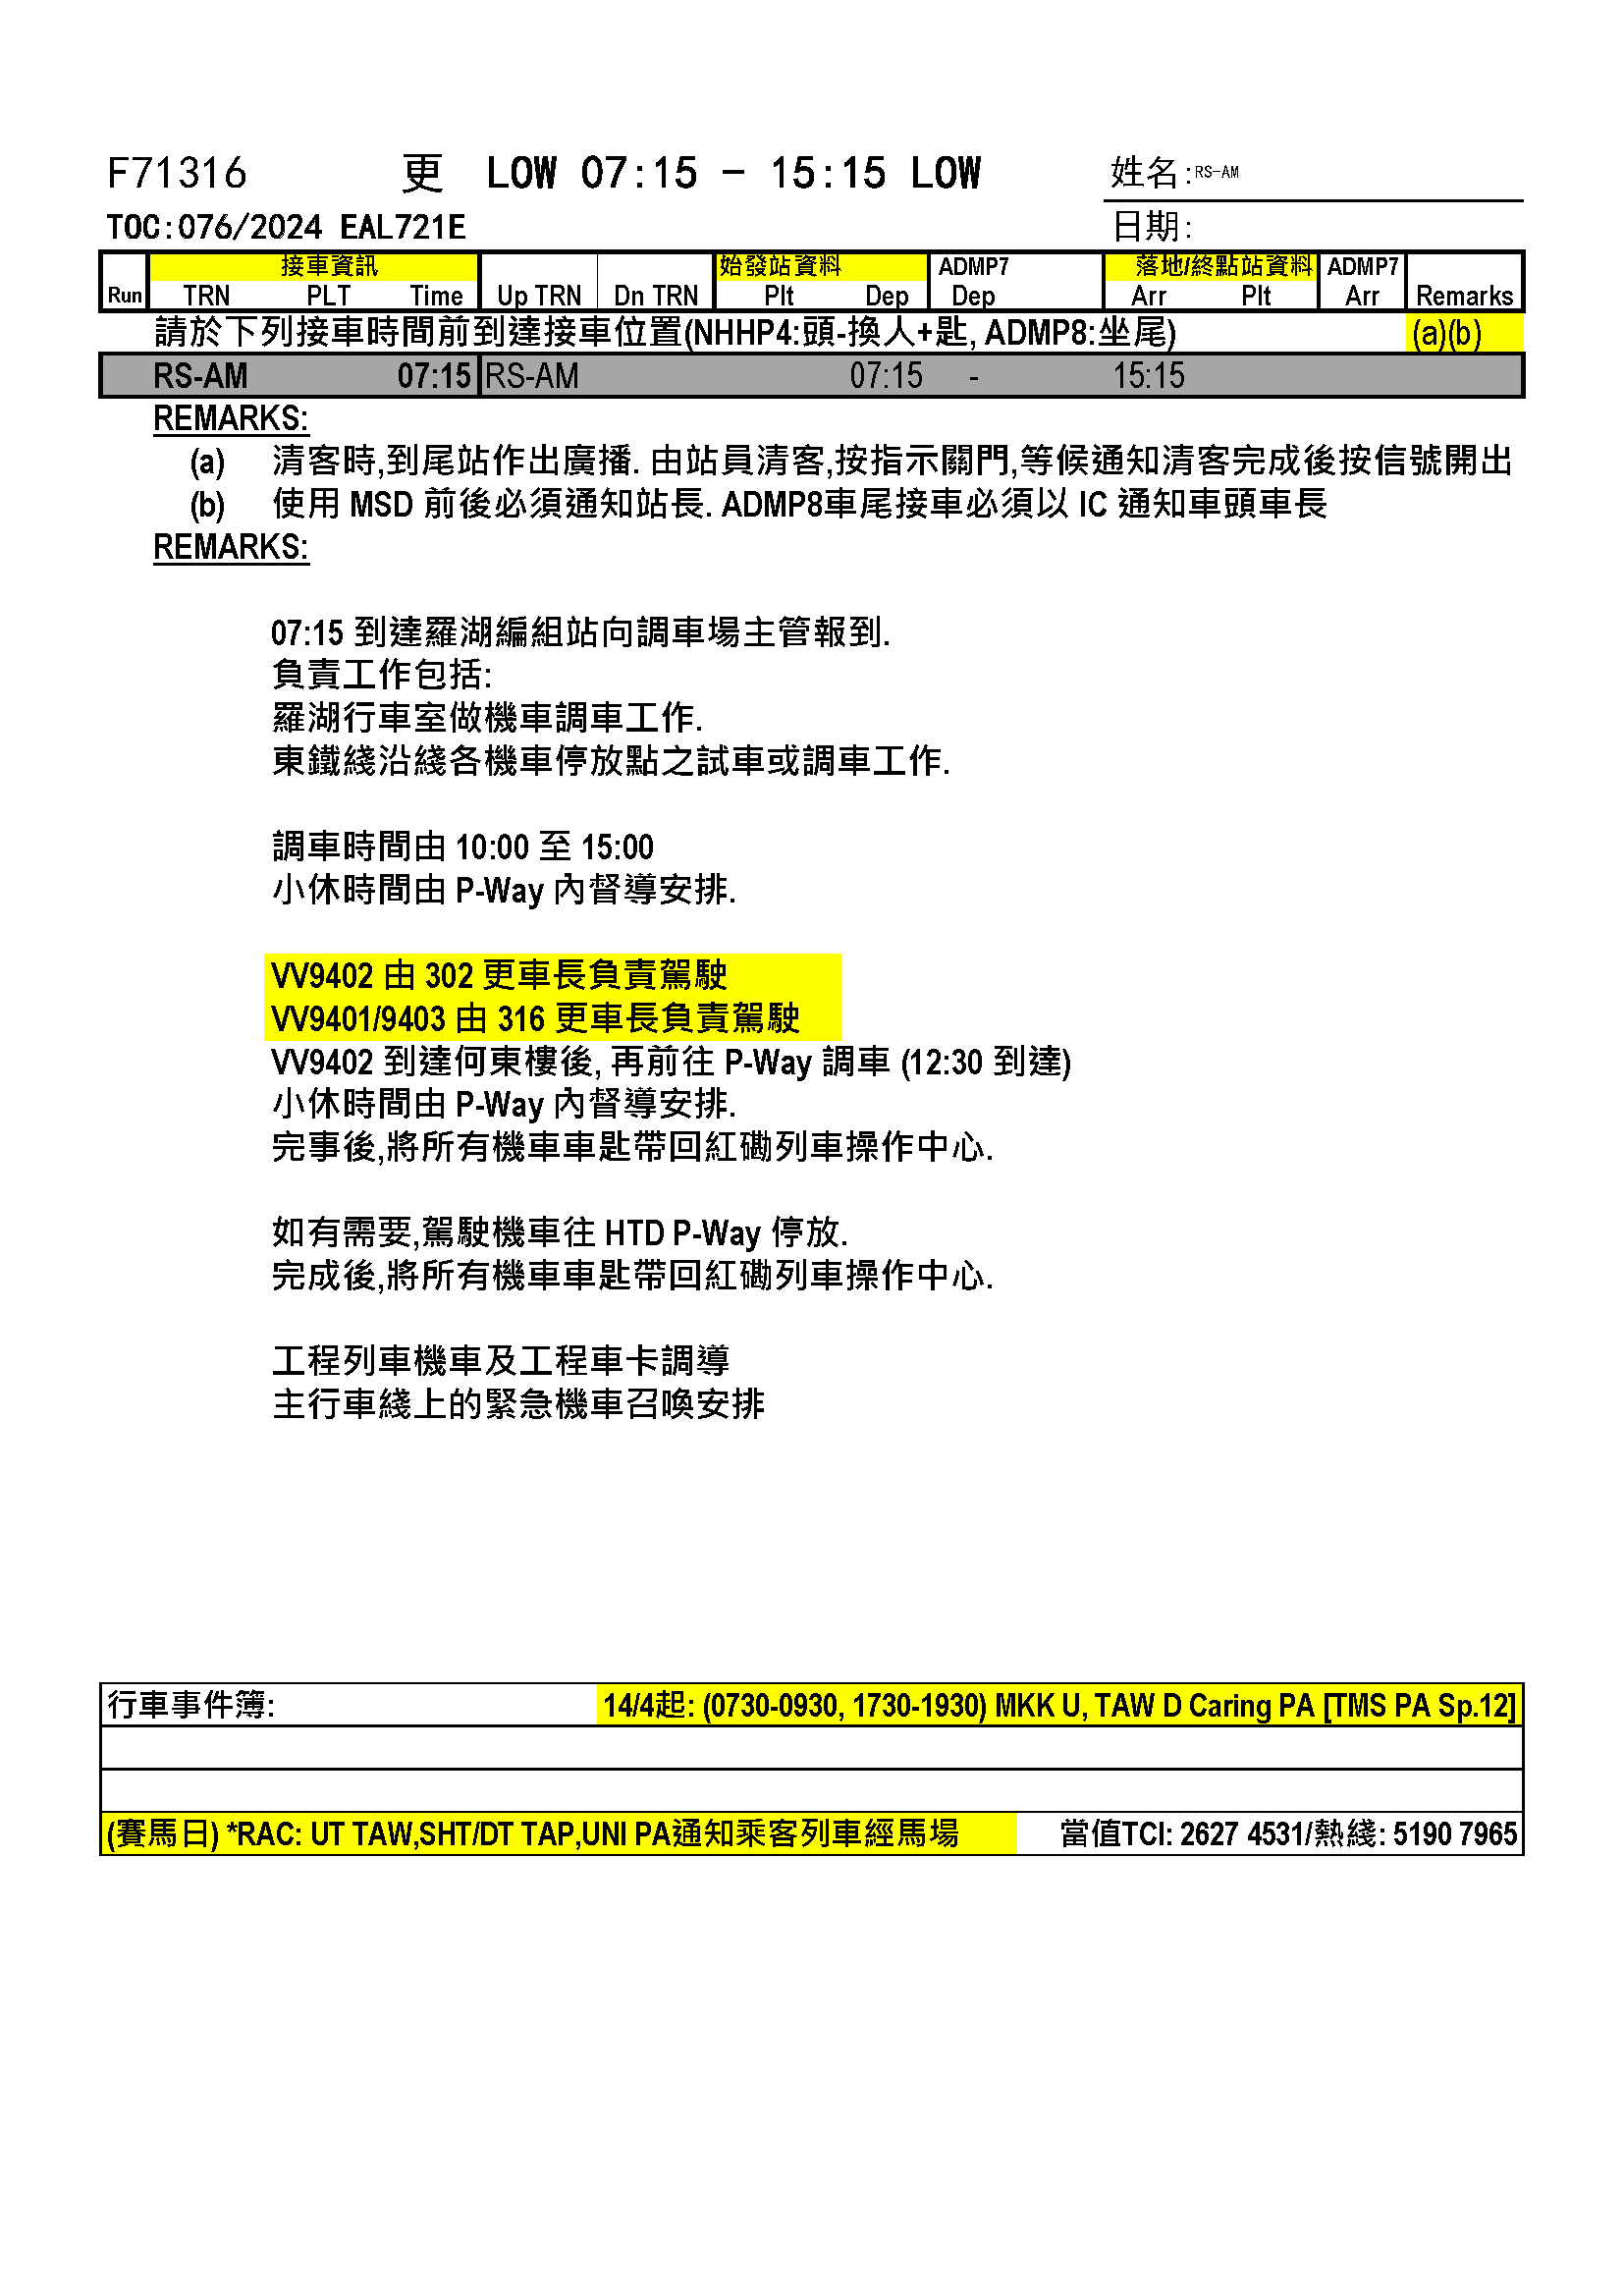 F71316 更 LOW 07:15 - 15:15 LOW 姓名:RS-AM
TOC:076/2024 EAL721E 日期:
接車資訊 始發站資料 ADMP7 落地/終點站資料 ADMP7
Run TRN PLT Time Up TRN Dn TRN Plt Dep Dep Arr Plt Arr Remarks
請於下列接車時間前到達接車位置(NHHP4:頭-換人+匙, ADMP8:坐尾) (a)(b)
RS-AM 07:15 RS-AM 07:15 - 15:15
REMARKS:
(a) 清客時,到尾站作出廣播. 由站員清客,按指示關門,等候通知清客完成後按信號開出
(b) 使用 MSD 前後必須通知站長. ADMP8車尾接車必須以 IC 通知車頭車長
REMARKS:
07:15 到達羅湖編組站向調車場主管報到.
負責工作包括:
羅湖行車室做機車調車工作.
東鐵綫沿綫各機車停放點之試車或調車工作.
調車時間由 10:00 至 15:00
小休時間由 P-Way 內督導安排.
VV9402 由 302 更車長負責駕駛
VV9401/9403 由 316 更車長負責駕駛
VV9402 到達何東樓後, 再前往 P-Way 調車 (12:30 到達)
小休時間由 P-Way 內督導安排.
完事後,將所有機車車匙帶回紅磡列車操作中心.
如有需要,駕駛機車往 HTD P-Way 停放.
完成後,將所有機車車匙帶回紅磡列車操作中心.
工程列車機車及工程車卡調導
主行車綫上的緊急機車召喚安排
行車事件簿: 14/4起: (0730-0930, 1730-1930) MKK U, TAW D Caring PA [TMS PA Sp.12]
(賽馬日) *RAC: UT TAW,SHT/DT TAP,UNI PA通知乘客列車經馬場 當值TCI: 2627 4531/熱綫: 5190 7965